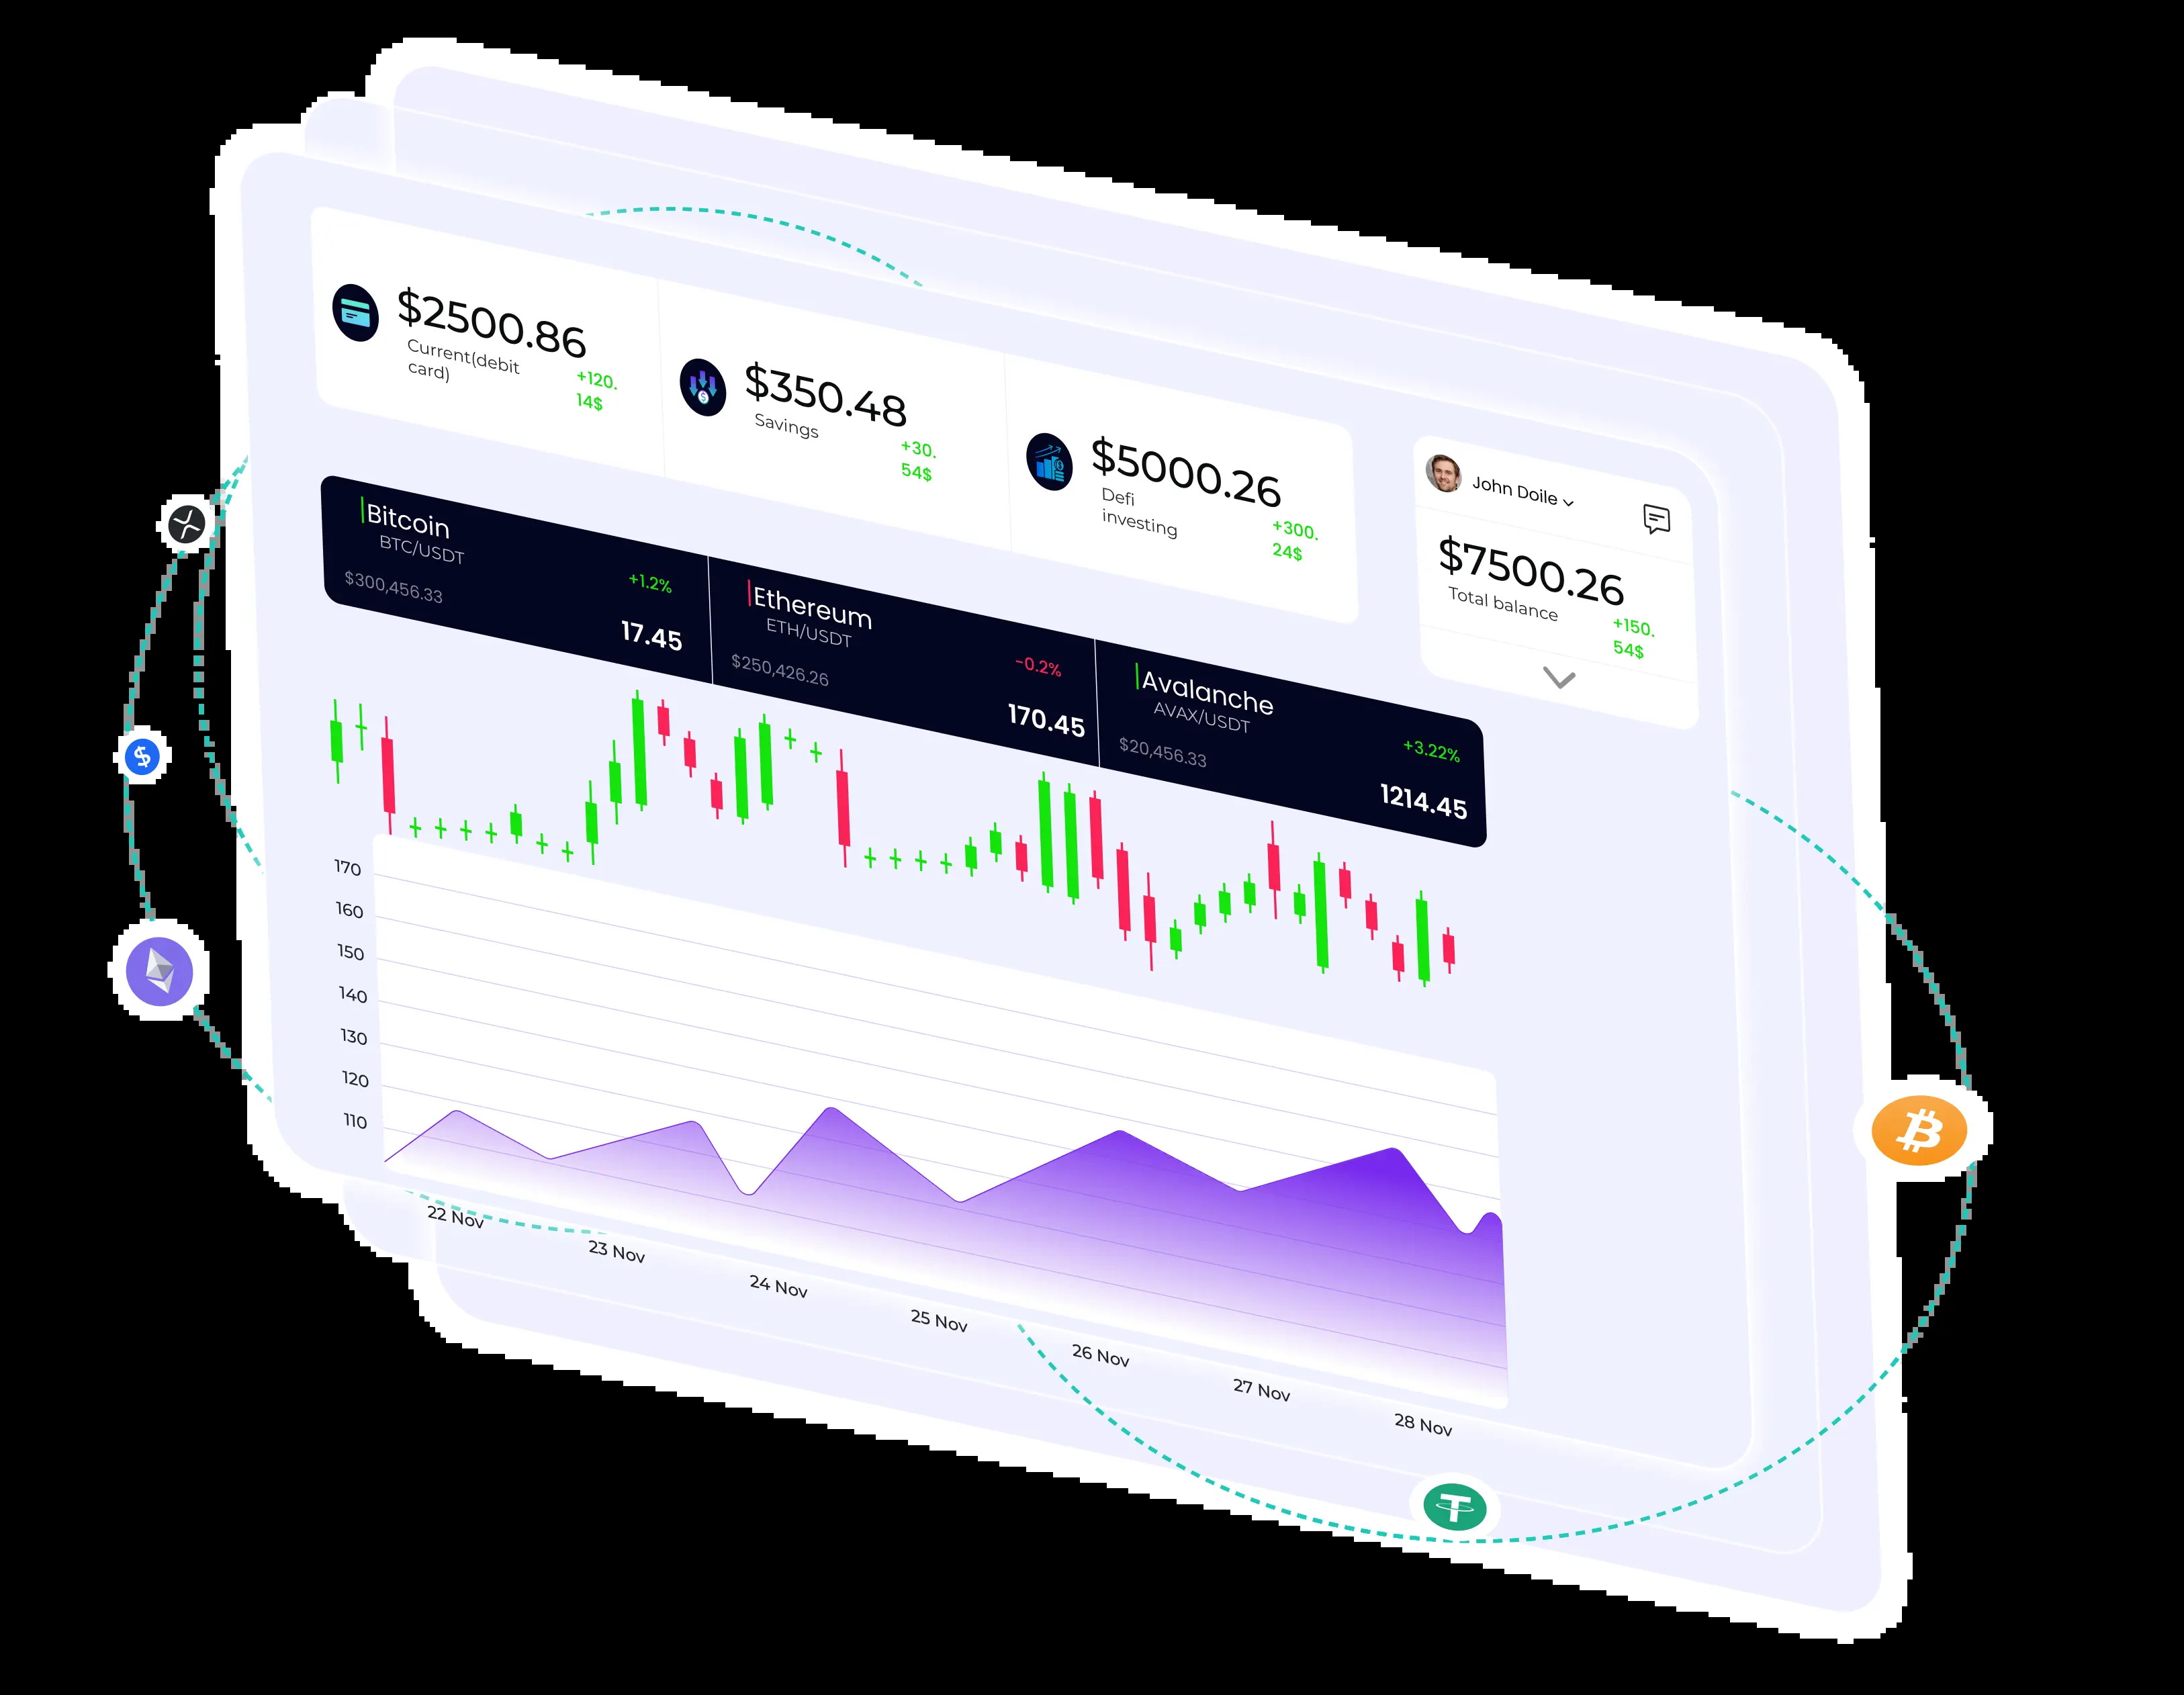 $2500.86
Current(debit
card)
+120.
14$
$350.48
Savings
+30.
54$
$5000.26
Defi
investing
+300.
24$
John Doile
$7500.26
Total balance
+150.
54$
Bitcoin
BTC/USDT
$300,456.33
+1.2%
17.45
Ethereum
ETH/USDT
$250,426.26
-0.2%
170.45
Avalanche
AVAX/USDT
$20,456.33
+3.22%
1214.45
170
160
150
140
130
120
110
22 Nov
23 Nov
24 Nov
25 Nov
26 Nov
27 Nov
28 Nov